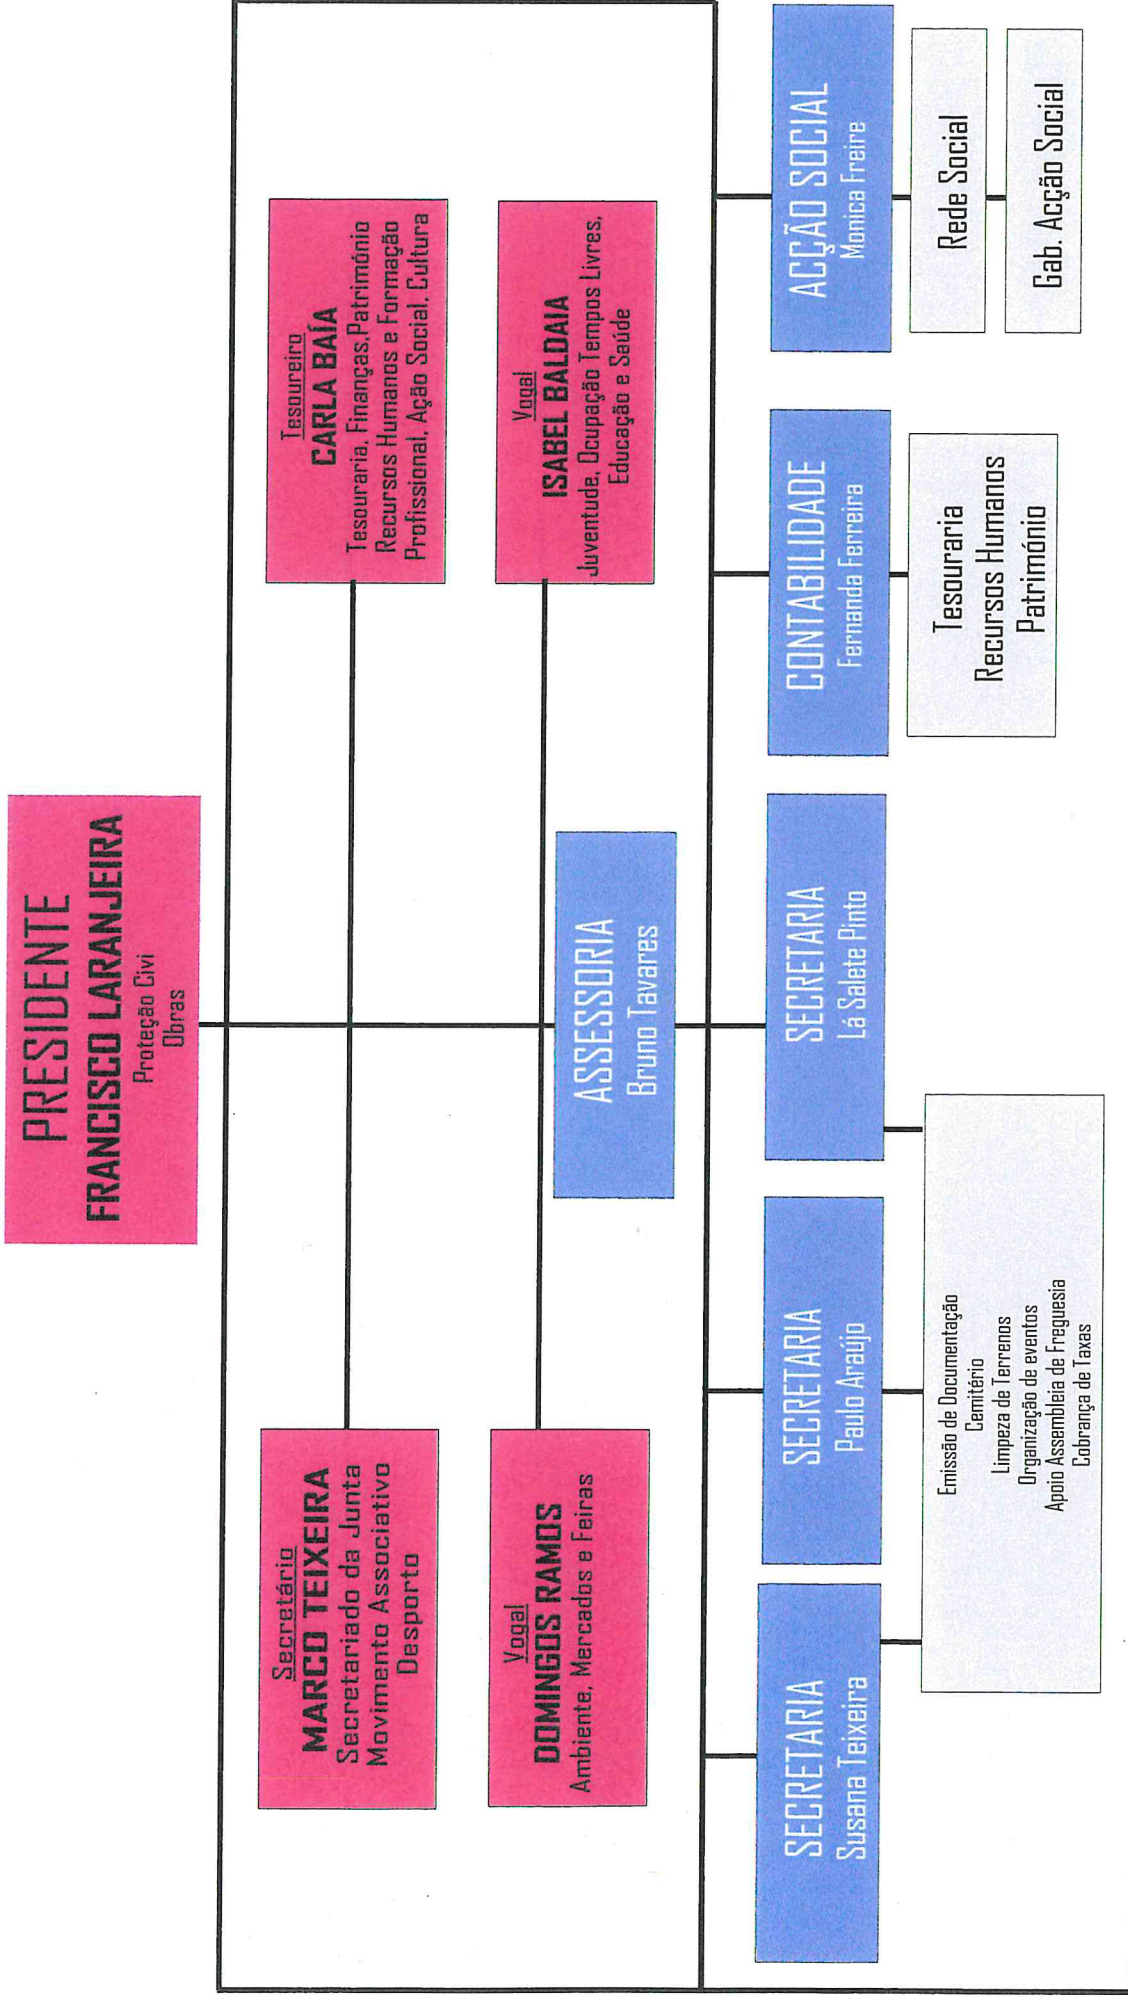 PRESIDENTE
FRANCISCO LARANJEIRA
Proteção Civi
Obras
Secretário
MARCO TEIXEIRA
Secretariado da Junta
Movimento Associativo
Desporto
Tesoureiro
CARLA BAÍA
Tesouraria, Finanças,Património
Recursos Humanos e Formação
Profissional, Ação Social, Cultura
Vogal
DOMINGOS RAMOS
Ambiente, Mercados e Feiras
Vogal
ISABEL BALDAIA
Juventude, Ocupação Tempos Livres,
Educação e Saúde
ASSESSORIA
Bruno Tavares
SECRETARIA
Susana Teixeira
SECRETARIA
Paulo Araújo
SECRETARIA
Lá Salete Pinto
CONTABILIDADE
Fernanda Ferreira
ACÇÃO SOCIAL
Monica Freire
Emissão de Documentação
Cemitério
Limpeza de Terrenos
Organização de eventos
Apoio Assembleia de Freguesia
Cobrança de Taxas
Tesouraria
Recursos Humanos
Património
Rede Social
Gab. Acção Social